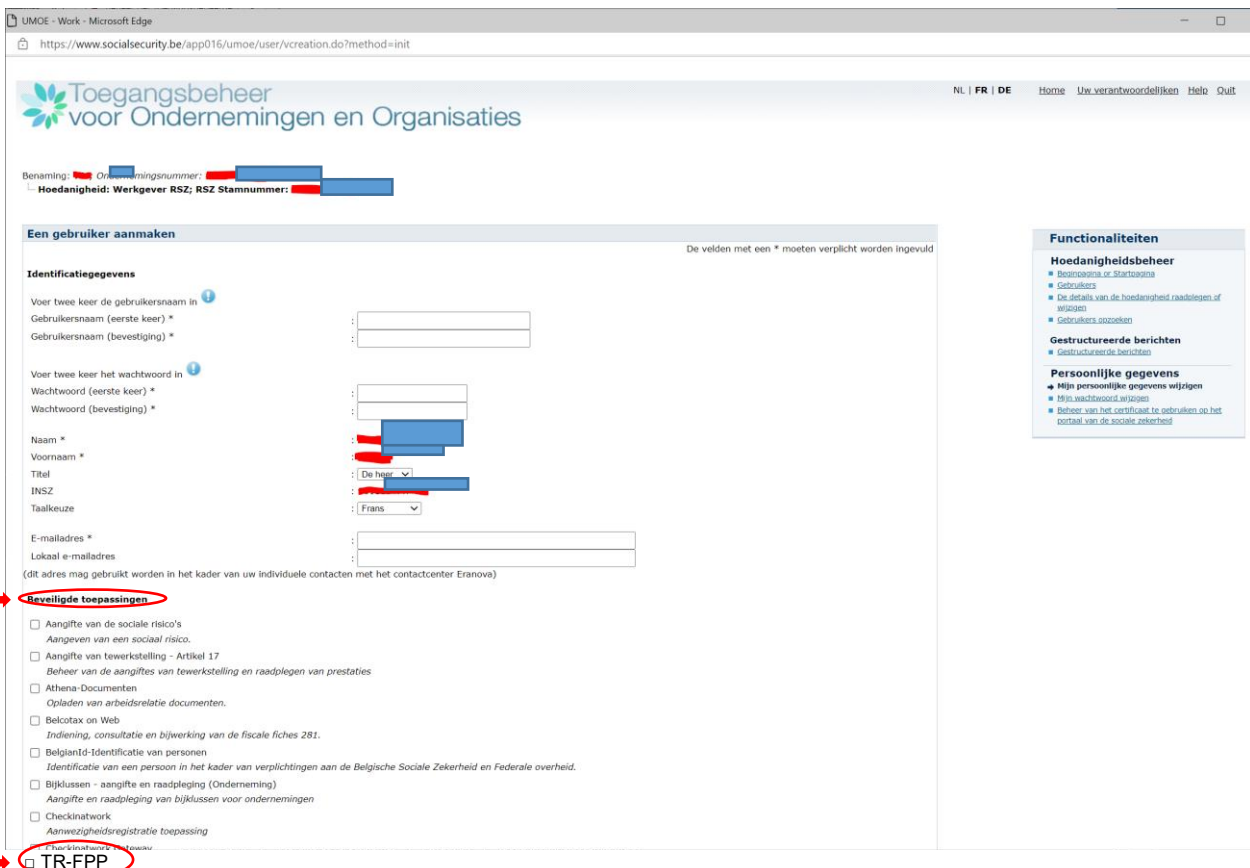 UMOE - Work - Microsoft Edge
https://www.socialsecurity.be/app016/umoe/user/vcreation.do?method=init
Toegangsbeheer
voor Ondernemingen en Organisaties
NL | FR | DE Home Uw verantwoordelijken Help Quit
Benaming: Ondernemingsnummer:
Hoedanigheid: Werkgever RSZ; RSZ Stamnummer:
Een gebruiker aanmaken
De velden met een * moeten verplicht worden ingevuld
Identificatiegegevens
Voer twee keer de gebruikersnaam in
Gebruikersnaam (eerste keer) * :
Gebruikersnaam (bevestiging) * :
Voer twee keer het wachtwoord in
Wachtwoord (eerste keer) * :
Wachtwoord (bevestiging) * :
Naam * :
Voornaam * :
Titel : De heer
INSZ :
Taalkeuze : Frans
E-mailadres * :
Lokaal e-mailadres :
(dit adres mag gebruikt worden in het kader van uw individuele contacten met het contactcenter Eranova)
Beveiligde toepassingen
Aangifte van de sociale risico's
Aangeven van een sociaal risico.
Aangifte van tewerkstelling - Artikel 17
Beheer van de aangiftes van tewerkstelling en raadplegen van prestaties
Athena-Documenten
Opladen van arbeidsrelatie documenten.
Belcotax on Web
Indiening, consultatie en bijwerking van de fiscale fiches 281.
BelgianId-Identificatie van personen
Identificatie van een persoon in het kader van verplichtingen aan de Belgische Sociale Zekerheid en Federale overheid.
Bijklussen - aangifte en raadpleging (Onderneming)
Aangifte en raadpleging van bijklussen voor ondernemingen
Checkinatwork
Aanwezigheidsregistratie toepassing
Checkinatwork Gateway
TR-FPP
Functionaliteiten
Hoedanigheidsbeheer
Beginpagina or Startpagina
Gebruikers
De details van de hoedanigheid raadplegen of
wijzigen
Gebruikers opzoeken
Gestructureerde berichten
Gestructureerde berichten
Persoonlijke gegevens
Mijn persoonlijke gegevens wijzigen
Mijn wachtwoord wijzigen
Beheer van het certificaat te gebruiken op het
portaal van de sociale zekerheid